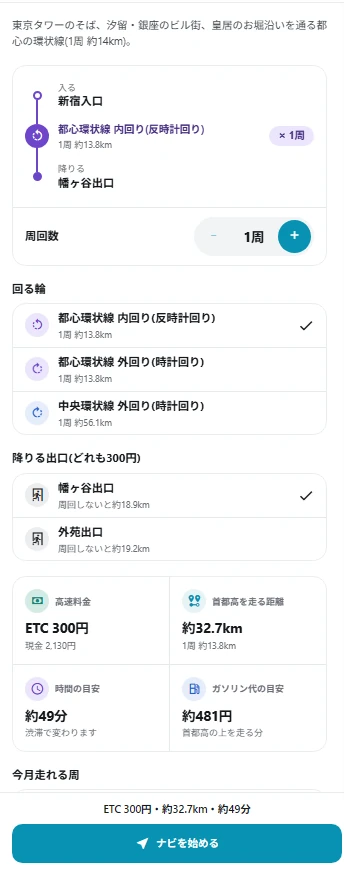 東京タワーのそば、汐留・銀座のビル街、皇居のお堀沿いを通る都
心の環状線(1周 約14km)。
入る
新宿入口
都心環状線 内回り(反時計回り)
1周 約13.8km
× 1周
降りる
幡ヶ谷出口
周回数
−
1周
+
回る輪
都心環状線 内回り(反時計回り)
1周 約13.8km
都心環状線 外回り(時計回り)
1周 約13.8km
中央環状線 外回り(時計回り)
1周 約56.1km
降りる出口(どれも300円)
幡ヶ谷出口
周回しないと約18.9km
外苑出口
周回しないと約19.2km
高速料金
ETC 300円
現金 2,130円
首都高を走る距離
約32.7km
1周 約13.8km
時間の目安
約49分
渋滞で変わります
ガソリン代の目安
約481円
首都高の上を走る分
今月走れる周
ETC 300円・約32.7km・約49分
ナビを始める